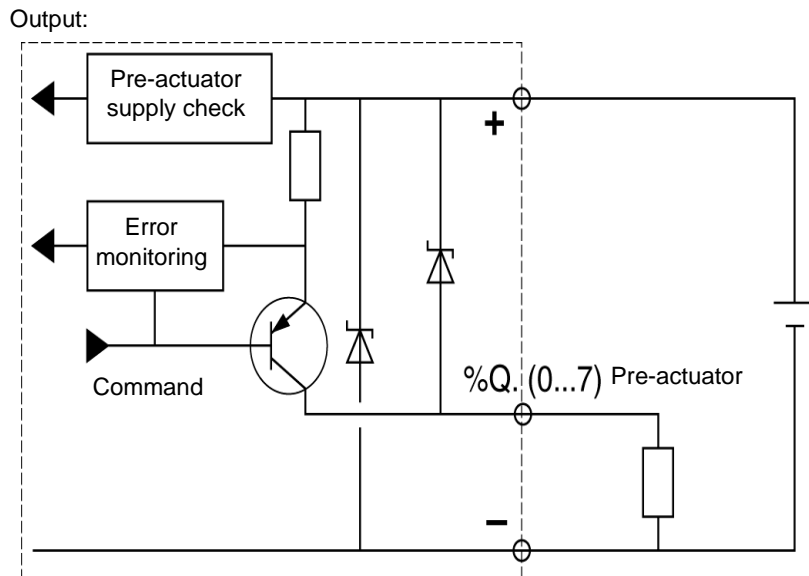 Output:
Pre-actuator
supply check
+
Error
monitoring
Command
%Q. (0...7) Pre-actuator
−